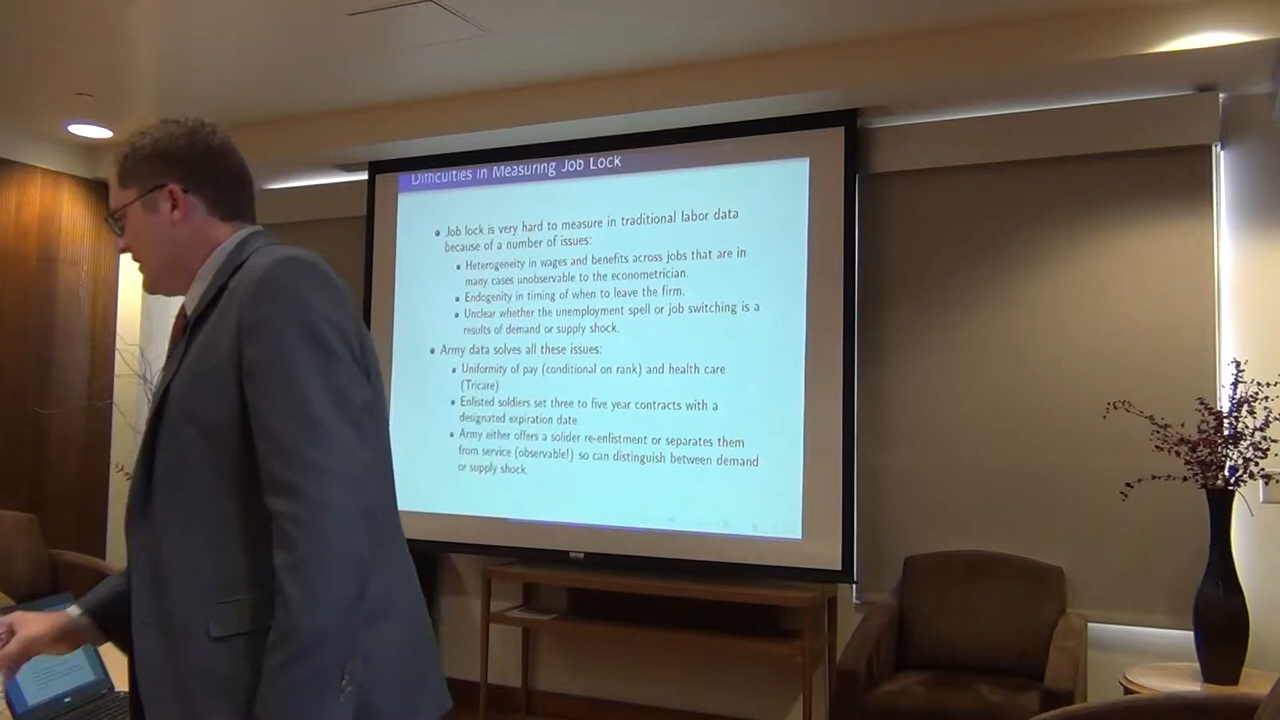 Difficulties in Measuring Job Lock
Job lock is very hard to measure in traditional labor data
because of a number of issues:
Heterogeneity in wages and benefits across jobs that are in
many cases unobservable to the econometrician.
Endogenity in timing of when to leave the firm.
Unclear whether the unemployment spell or job switching is a
results of demand or supply shock.
Army data solves all these issues:
Uniformity of pay (conditional on rank) and health care
(Tricare)
Enlisted soldiers set three to five year contracts with a
designated expiration date.
Army either offers a solider re-enlistment or separates them
from service (observable!) so can distinguish between demand
or supply shock.